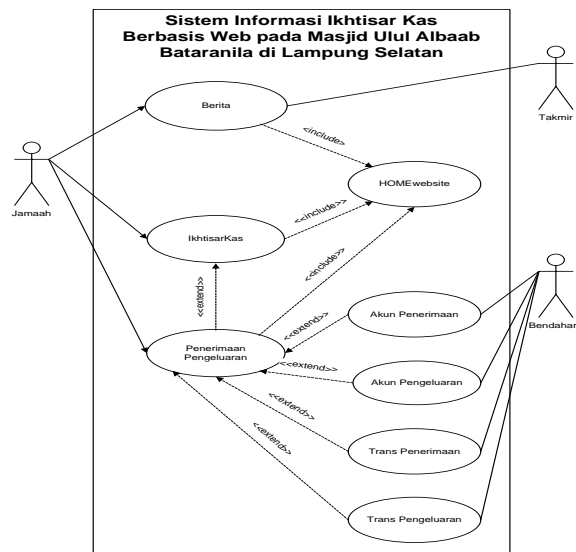 Sistem Informasi Ikhtisar Kas
Berbasis Web pada Masjid Ulul Albaab
Bataranila di Lampung Selatan
Berita
Takmir
<include>
Jamaah
HOMEwebsite
<<include>>
IkhtisarKas
<<include>>
<<extend>>
Akun Penerimaan
Bendahar
<<extend>>
Penerimaan
Pengeluaran
<<extend>>
Akun Pengeluaran
<<extend>>
Trans Penerimaan
<<extend>>
Trans Pengeluaran